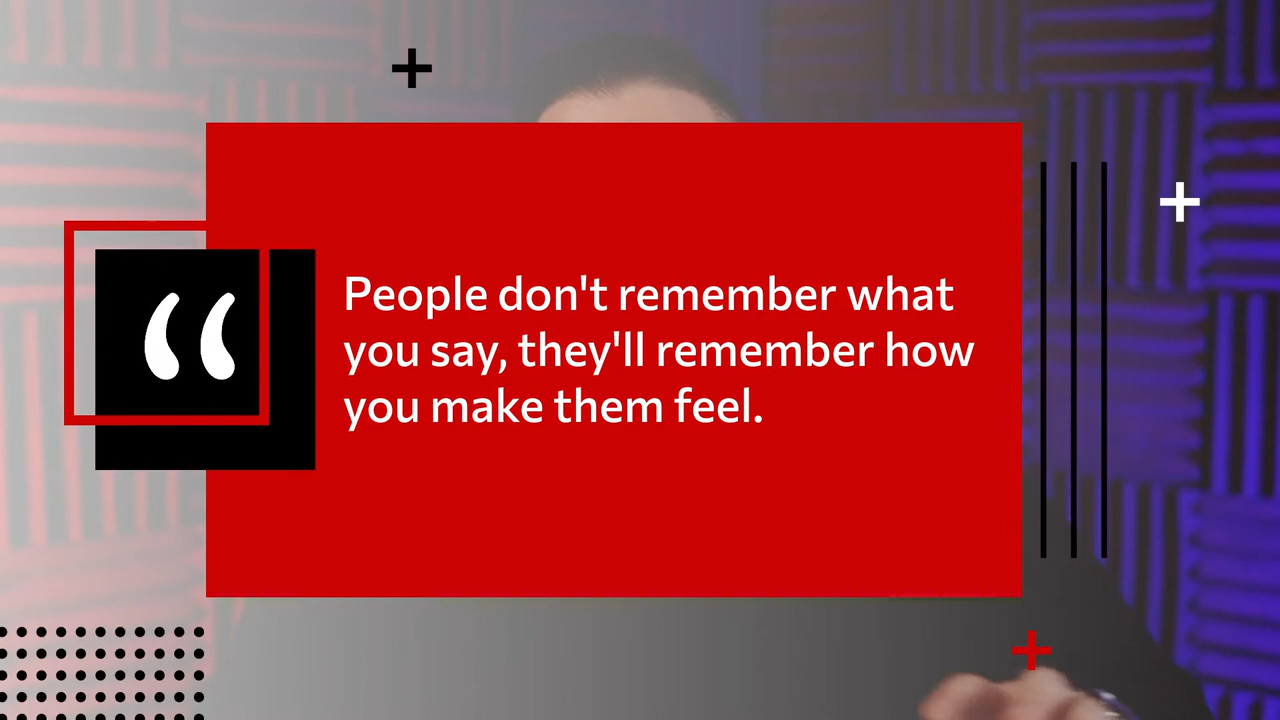 “
People don't remember what
you say, they'll remember how
you make them feel.